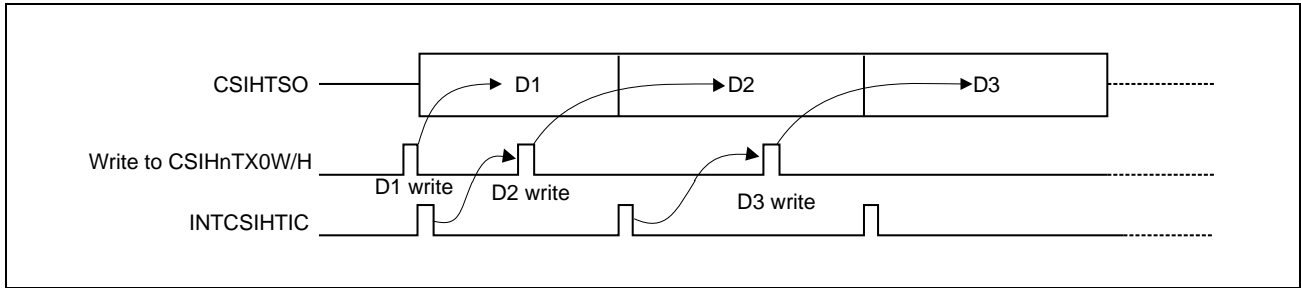 CSIHTSO
D1
D2
D3
Write to CSIHnTX0W/H
D1 write
D2 write
D3 write
INTCSIHTIC